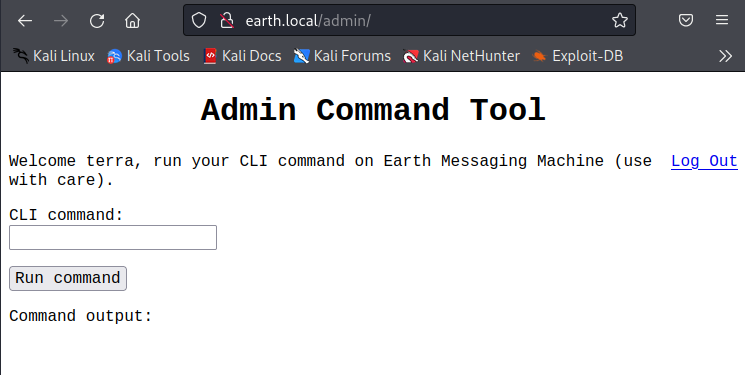 earth.local/admin/
Kali Linux Kali Tools Kali Docs Kali Forums Kali NetHunter Exploit-DB
Admin Command Tool
Welcome terra, run your CLI command on Earth Messaging Machine (use Log Out
with care).
CLI command:
Run command
Command output: